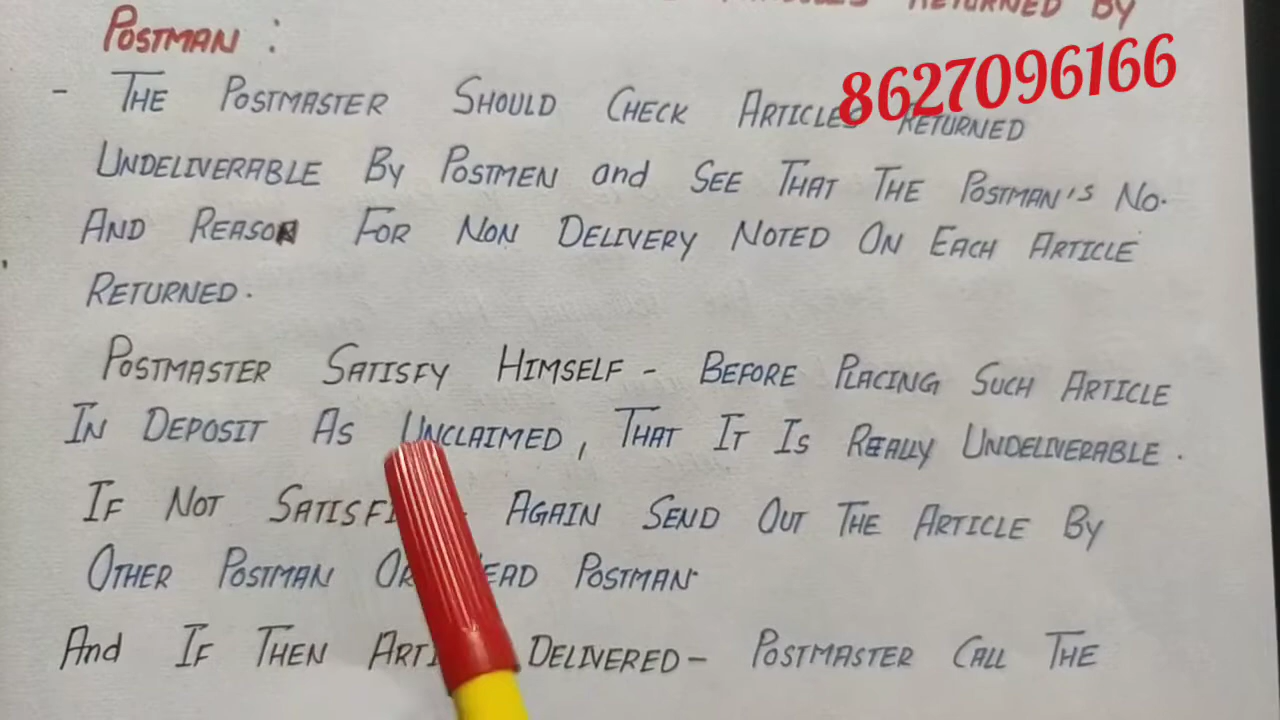 RETURNED BY
POSTMAN :
8627096166
- THE POSTMASTER SHOULD CHECK ARTICLES RETURNED
UNDELIVERABLE BY POSTMEN and SEE THAT THE POSTMAN'S NO.
AND REASON FOR NON DELIVERY NOTED ON EACH ARTICLE
RETURNED.
POSTMASTER SATISFY HIMSELF - BEFORE PLACING SUCH ARTICLE
IN DEPOSIT AS UNCLAIMED, THAT IT IS REALLY UNDELIVERABLE.
IF NOT AGAIN SEND OUT THE ARTICLE BY
OTHER POSTMAN POSTMAN
And IF THEN DELIVERED - POSTMASTER CALL THE